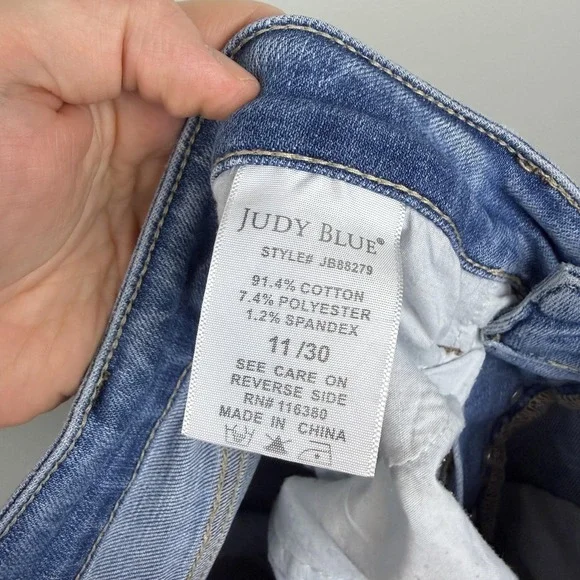 JUDY BLUE®
STYLE# JB88279
91.4% COTTON
7.4% POLYESTER
1.2% SPANDEX
11/30
SEE CARE ON
REVERSE SIDE
RN# 116380
MADE IN CHINA